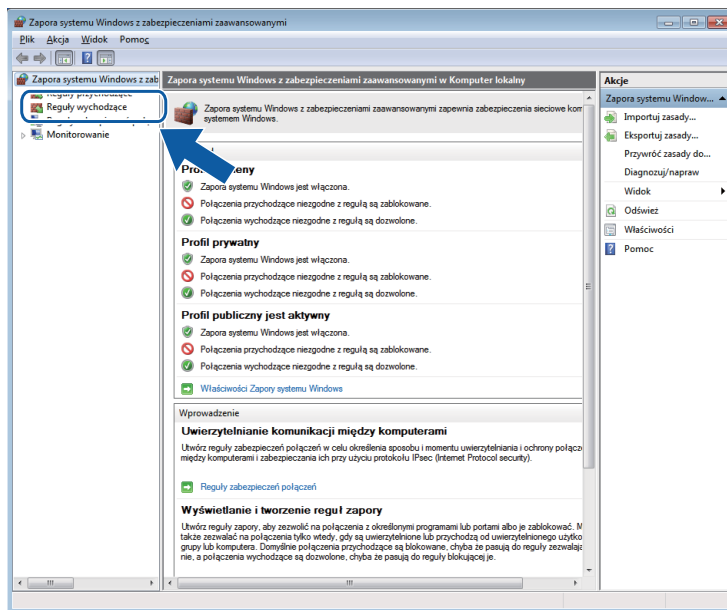 Zapora systemu Windows z zabezpieczeniami zaawansowanymi
Plik Akcja Widok Pomoc
Zapora systemu Windows z zab
Reguły przychodzące
Reguły wychodzące
Monitorowanie
Zapora systemu Windows z zabezpieczeniami zaawansowanymi w Komputer lokalny
Zapora systemu Windows z zabezpieczeniami zaawansowanymi zapewnia zabezpieczenia sieciowe kom
systemem Windows.
Zapora systemu Windows jest włączona.
Połączenia przychodzące niezgodne z regułą są zablokowane.
Połączenia wychodzące niezgodne z regułą są dozwolone.
Profil prywatny
Zapora systemu Windows jest włączona.
Połączenia przychodzące niezgodne z regułą są zablokowane.
Połączenia wychodzące niezgodne z regułą są dozwolone.
Profil publiczny jest aktywny
Zapora systemu Windows jest włączona.
Połączenia przychodzące niezgodne z regułą są zablokowane.
Połączenia wychodzące niezgodne z regułą są dozwolone.
Właściwości Zapory systemu Windows
Wprowadzenie
Uwierzytelnianie komunikacji między komputerami
Utwórz reguły zabezpieczeń połączeń w celu określenia sposobu i momentu uwierzytelniania i ochrony połącze
między komputerami i zabezpieczania ich przy użyciu protokołu IPsec (Internet Protocol security).
Reguły zabezpieczeń połączeń
Wyświetlanie i tworzenie reguł zapory
Utwórz reguły zapory, aby zezwolić na połączenia z określonymi programami lub portami albo je zablokować. M
także zezwalać na połączenia tylko wtedy, gdy są uwierzytelnione lub przychodzą od uwierzytelnionego użytko
grupy lub komputera. Domyślnie połączenia przychodzące są blokowane, chyba że pasują do reguły zezwalają
nie, a połączenia wychodzące są dozwolone, chyba że pasują do reguły blokującej je.
Akcje
Zapora systemu Window...
Importuj zasady...
Eksportuj zasady...
Przywróć zasady do...
Diagnozuj/napraw
Widok
Odśwież
Właściwości
Pomoc